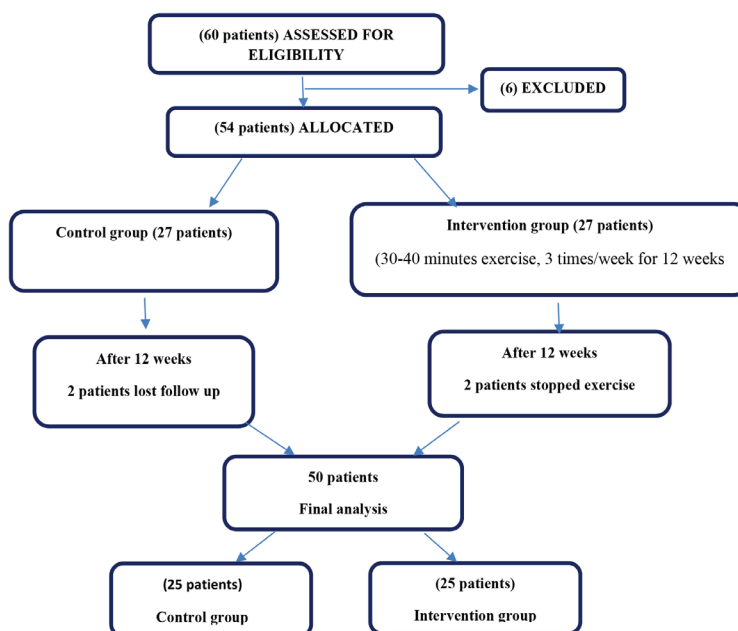 (60 patients) ASSESSED FOR
ELIGIBILITY
(6) EXCLUDED
(54 patients) ALLOCATED
Control group (27 patients)
Intervention group (27 patients)
(30-40 minutes exercise, 3 times/week for 12 weeks
After 12 weeks
2 patients lost follow up
After 12 weeks
2 patients stopped exercise
50 patients
Final analysis
(25 patients)
Control group
(25 patients)
Intervention group